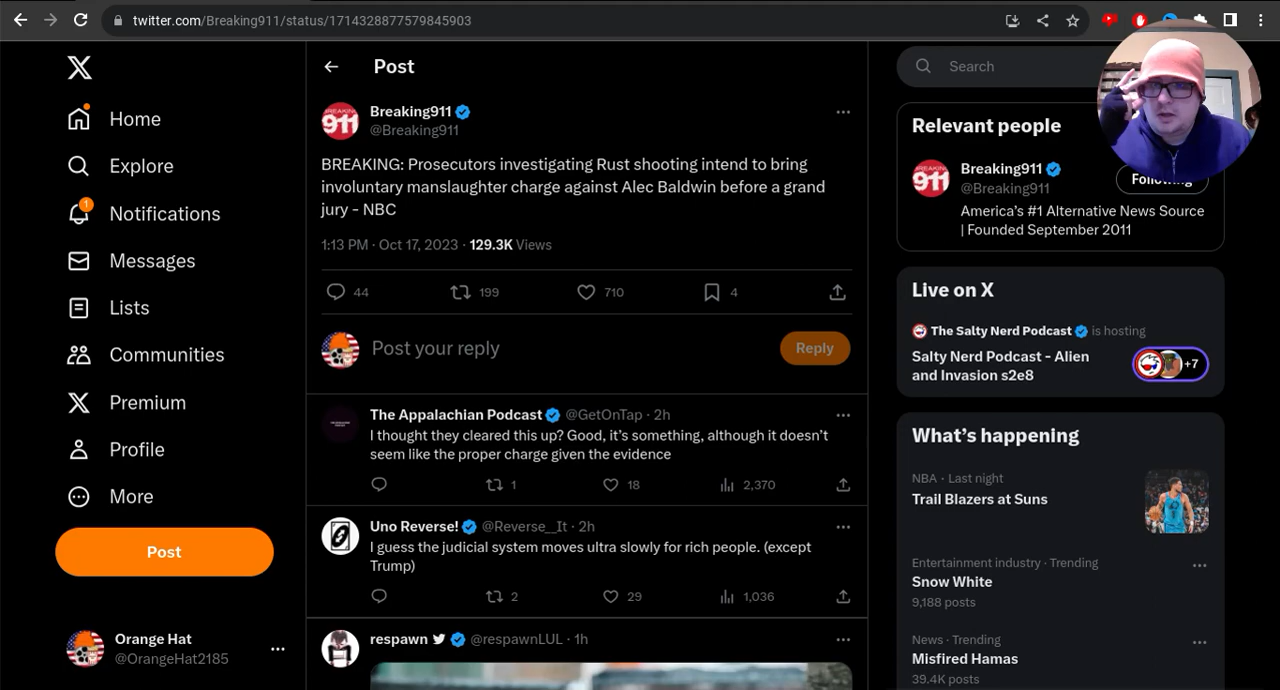 twitter.com/Breaking911/status/1714328877579845903
X
Home
Explore
1
Notifications
Messages
Lists
Communities
X Premium
Profile
More
Post
Orange Hat
@OrangeHat2185
Post
911
Breaking911
@Breaking911
BREAKING: Prosecutors investigating Rust shooting intend to bring
involuntary manslaughter charge against Alec Baldwin before a grand
jury - NBC
1:13 PM · Oct 17, 2023 · 129.3K Views
44 199 710 4
Post your reply
Reply
The Appalachian Podcast @GetOnTap · 2h
I thought they cleared this up? Good, it's something, although it doesn't
seem like the proper charge given the evidence
1 18 2,370
Uno Reverse! @Reverse__It · 2h
I guess the judicial system moves ultra slowly for rich people. (except
Trump)
2 29 1,036
respawn @respawnLUL · 1h
Search
Relevant people
911
Breaking911
@Breaking911
Following
America's #1 Alternative News Source
| Founded September 2011
Live on X
The Salty Nerd Podcast is hosting
Salty Nerd Podcast - Alien
and Invasion s2e8
+7
What's happening
NBA · Last night
Trail Blazers at Suns
Entertainment industry · Trending
Snow White
9,188 posts
News · Trending
Misfired Hamas
39.4K posts